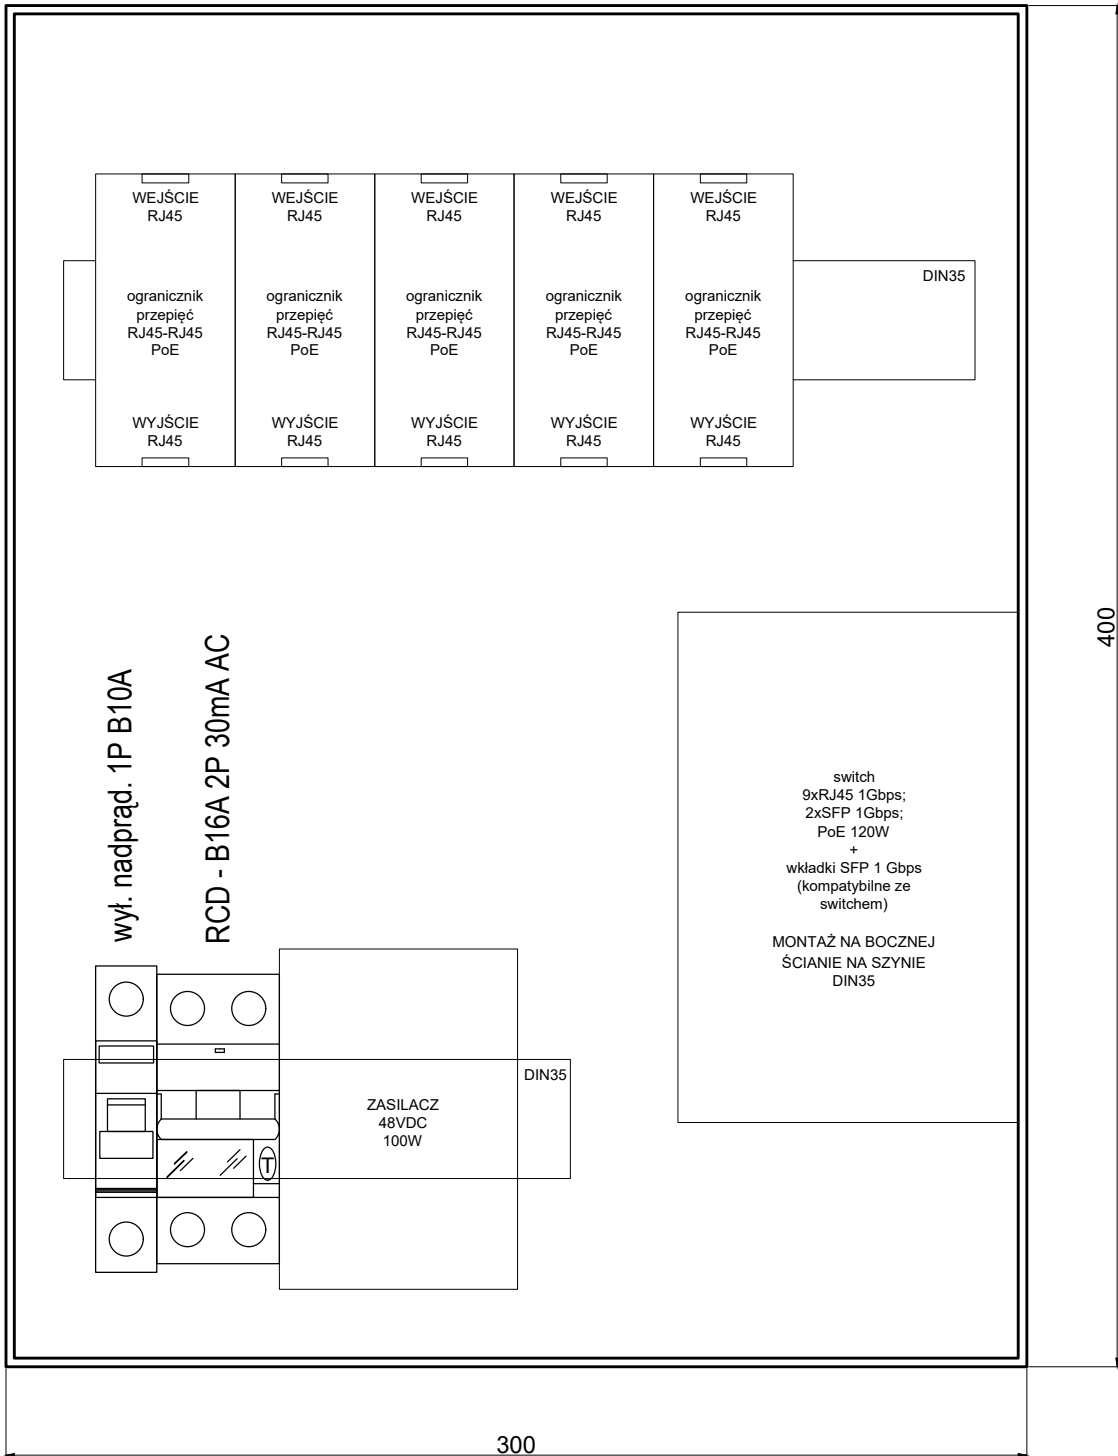 WEJŚCIE
RJ45
ogranicznik
przepięć
RJ45-RJ45
PoE
WYJŚCIE
RJ45
WEJŚCIE
RJ45
ogranicznik
przepięć
RJ45-RJ45
PoE
WYJŚCIE
RJ45
WEJŚCIE
RJ45
ogranicznik
przepięć
RJ45-RJ45
PoE
WYJŚCIE
RJ45
WEJŚCIE
RJ45
ogranicznik
przepięć
RJ45-RJ45
PoE
WYJŚCIE
RJ45
WEJŚCIE
RJ45
ogranicznik
przepięć
RJ45-RJ45
PoE
WYJŚCIE
RJ45
DIN35
400
wył. nadprąd. 1P B10A
RCD - B16A 2P 30mA AC
switch
9xRJ45 1Gbps;
2xSFP 1Gbps;
PoE 120W
+
wkładki SFP 1 Gbps
(kompatybilne ze
switchem)
MONTAŻ NA BOCZNEJ
ŚCIANIE NA SZYNIE
DIN35
DIN35
ZASILACZ
48VDC
100W
T
300